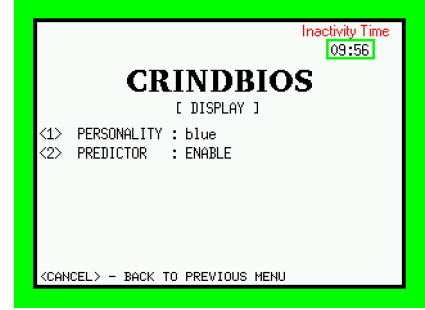 Inactivity Time
09:56
CRINDBIOS
[ DISPLAY ]
<1> PERSONALITY : blue
<2> PREDICTOR : ENABLE
<CANCEL> - BACK TO PREVIOUS MENU